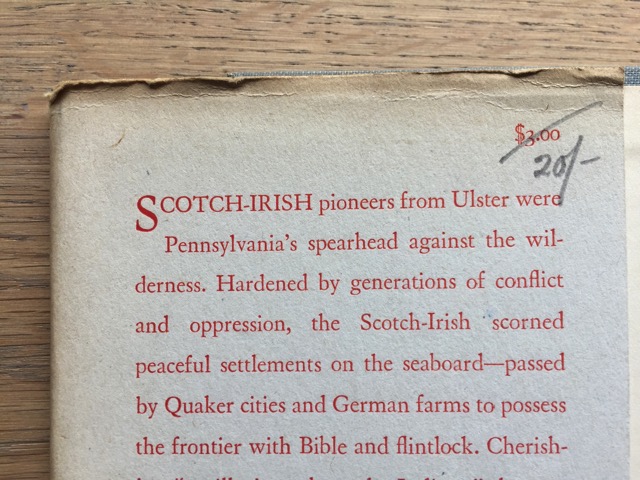 $3.00
20/-
SCOTCH-IRISH pioneers from Ulster were
Pennsylvania's spearhead against the wil-
derness. Hardened by generations of conflict
and oppression, the Scotch-Irish scorned
peaceful settlements on the seaboard—passed
by Quaker cities and German farms to possess
the frontier with Bible and flintlock. Cherish-